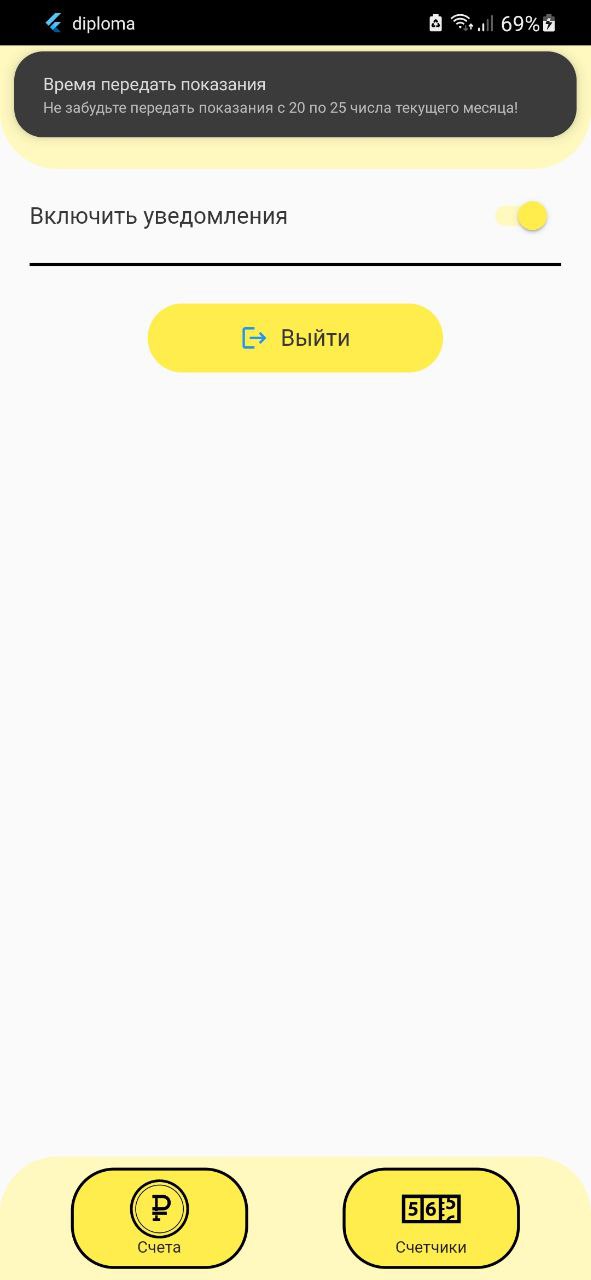 diploma
69%
Время передать показания
Не забудьте передать показания с 20 по 25 числа текущего месяца!
Включить уведомления
Выйти
Счета
565
Счетчики